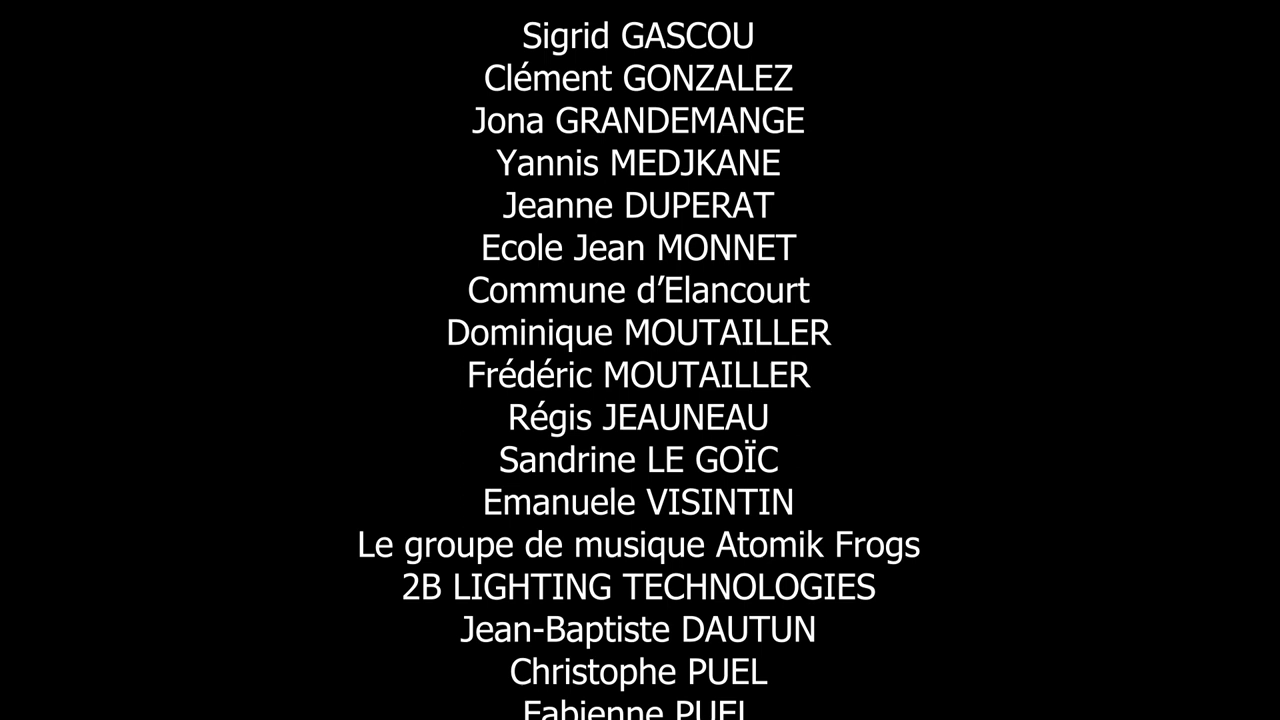 Sigrid GASCOU
Clément GONZALEZ
Jona GRANDEMANGE
Yannis MEDJKANE
Jeanne DUPERAT
Ecole Jean MONNET
Commune d’Elancourt
Dominique MOUTAILLER
Frédéric MOUTAILLER
Régis JEAUNEAU
Sandrine LE GOÏC
Emanuele VISINTIN
Le groupe de musique Atomik Frogs
2B LIGHTING TECHNOLOGIES
Jean-Baptiste DAUTUN
Christophe PUEL
Fabienne PUEL